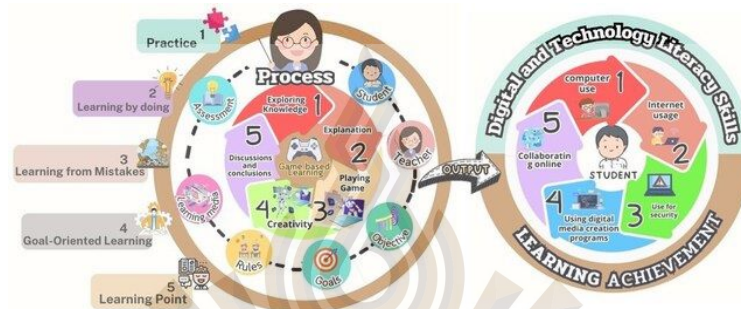 1
Practice
2
Learning by doing
3
Learning from Mistakes
4
Goal-Oriented Learning
5
Learning Point
Process
Student
Teacher
Objective
Goals
Rules
Learning media
Assessment
Exploring
Knowledge
1
Explanation
2
Playing
Game
3
Creativity
4
5
Discussions
and
conclusions
Game-based
Learning
OUTPUT
Digital and Technology Literacy Skills
computer
use
1
Internet
usage
2
3
Use for
security
4
Using digital
media creation
programs
5
Collaboratin
g online
STUDENT
LEARNING ACHIEVEMENT